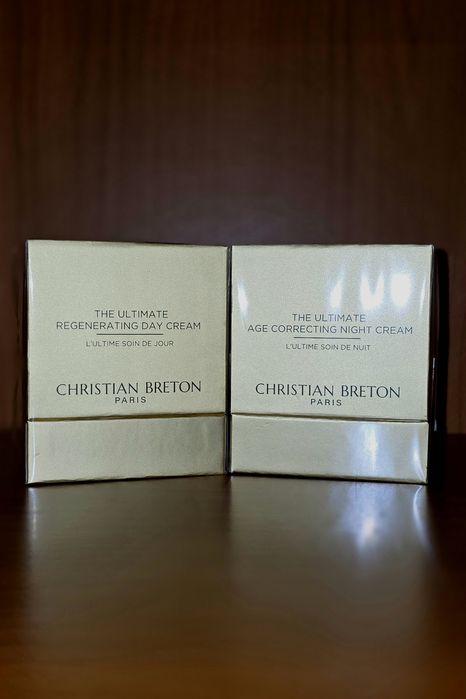 THE ULTIMATE
REGENERATING DAY CREAM
L'ULTIME SOIN DE JOUR
CHRISTIAN BRETON
PARIS
THE ULTIMATE
AGE CORRECTING NIGHT CREAM
L'ULTIME SOIN DE NUIT
CHRISTIAN BRETON
PARIS